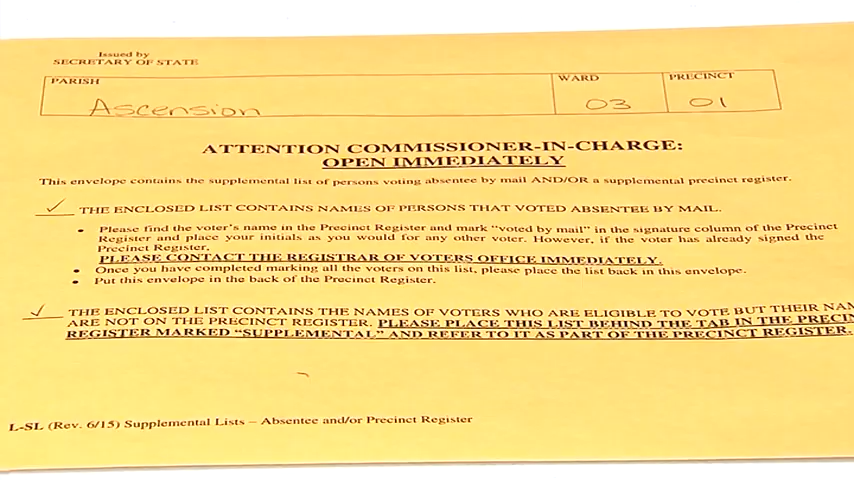 Issued by
SECRETARY OF STATE
PARISH WARD PRECINCT
Ascension 03 01
ATTENTION COMMISSIONER-IN-CHARGE:
OPEN IMMEDIATELY
This envelope contains the supplemental list of persons voting absentee by mail AND/OR a supplemental precinct register.
✓ THE ENCLOSED LIST CONTAINS NAMES OF PERSONS THAT VOTED ABSENTEE BY MAIL.
• Please find the voter's name in the Precinct Register and mark "voted by mail" in the signature column of the Precinct
Register and place your initials as you would for any other voter. However, if the voter has already signed the
Precinct Register,
PLEASE CONTACT THE REGISTRAR OF VOTERS OFFICE IMMEDIATELY.
• Once you have completed marking all the voters on this list, please place the list back in this envelope.
• Put this envelope in the back of the Precinct Register.
✓ THE ENCLOSED LIST CONTAINS THE NAMES OF VOTERS WHO ARE ELIGIBLE TO VOTE BUT THEIR NAM
ARE NOT ON THE PRECINCT REGISTER. PLEASE PLACE THIS LIST BEHIND THE TAB IN THE PRECIN
REGISTER MARKED "SUPPLEMENTAL" AND REFER TO IT AS PART OF THE PRECINCT REGISTER.
L-SL (Rev. 6/15) Supplemental Lists – Absentee and/or Precinct Register